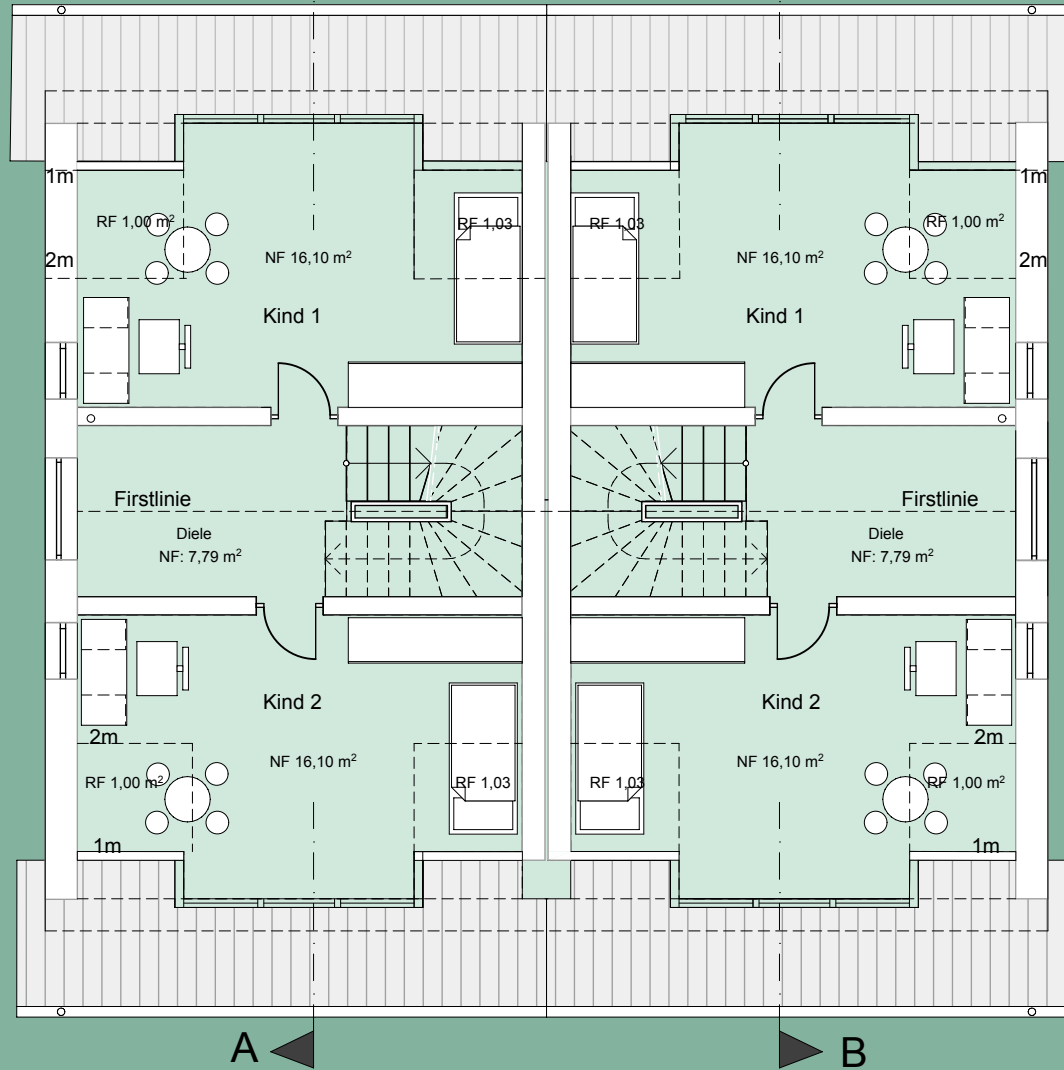 1m
1m
RF 1,00 m²
RF 1,03
RF 1,03
RF 1,00 m²
2m
NF 16,10 m²
NF 16,10 m²
2m
Kind 1
Kind 1
Firstlinie
Firstlinie
Diele
NF: 7,79 m²
Diele
NF: 7,79 m²
Kind 2
Kind 2
2m
2m
NF 16,10 m²
NF 16,10 m²
RF 1,00 m²
RF 1,03
RF 1,03
RF 1,00 m²
1m
1m
A
B